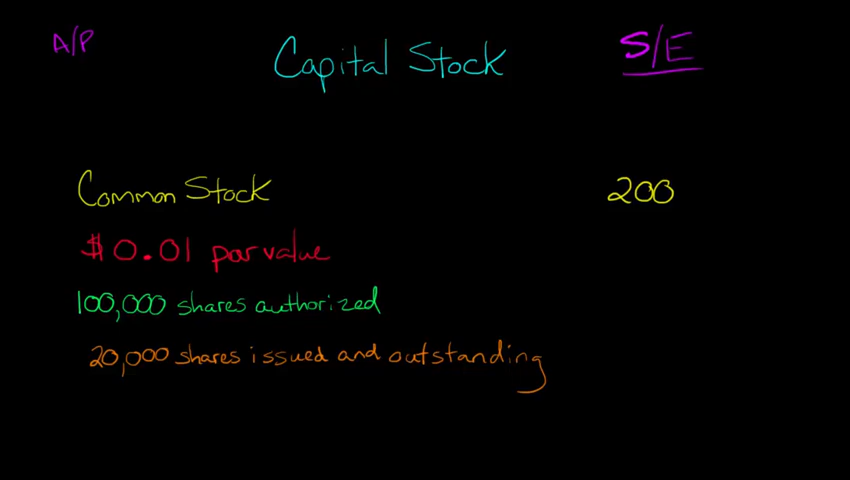 A/P
Capital Stock
S/E
Common Stock 200
$0.01 par value
100,000 shares authorized
20,000 shares issued and outstanding